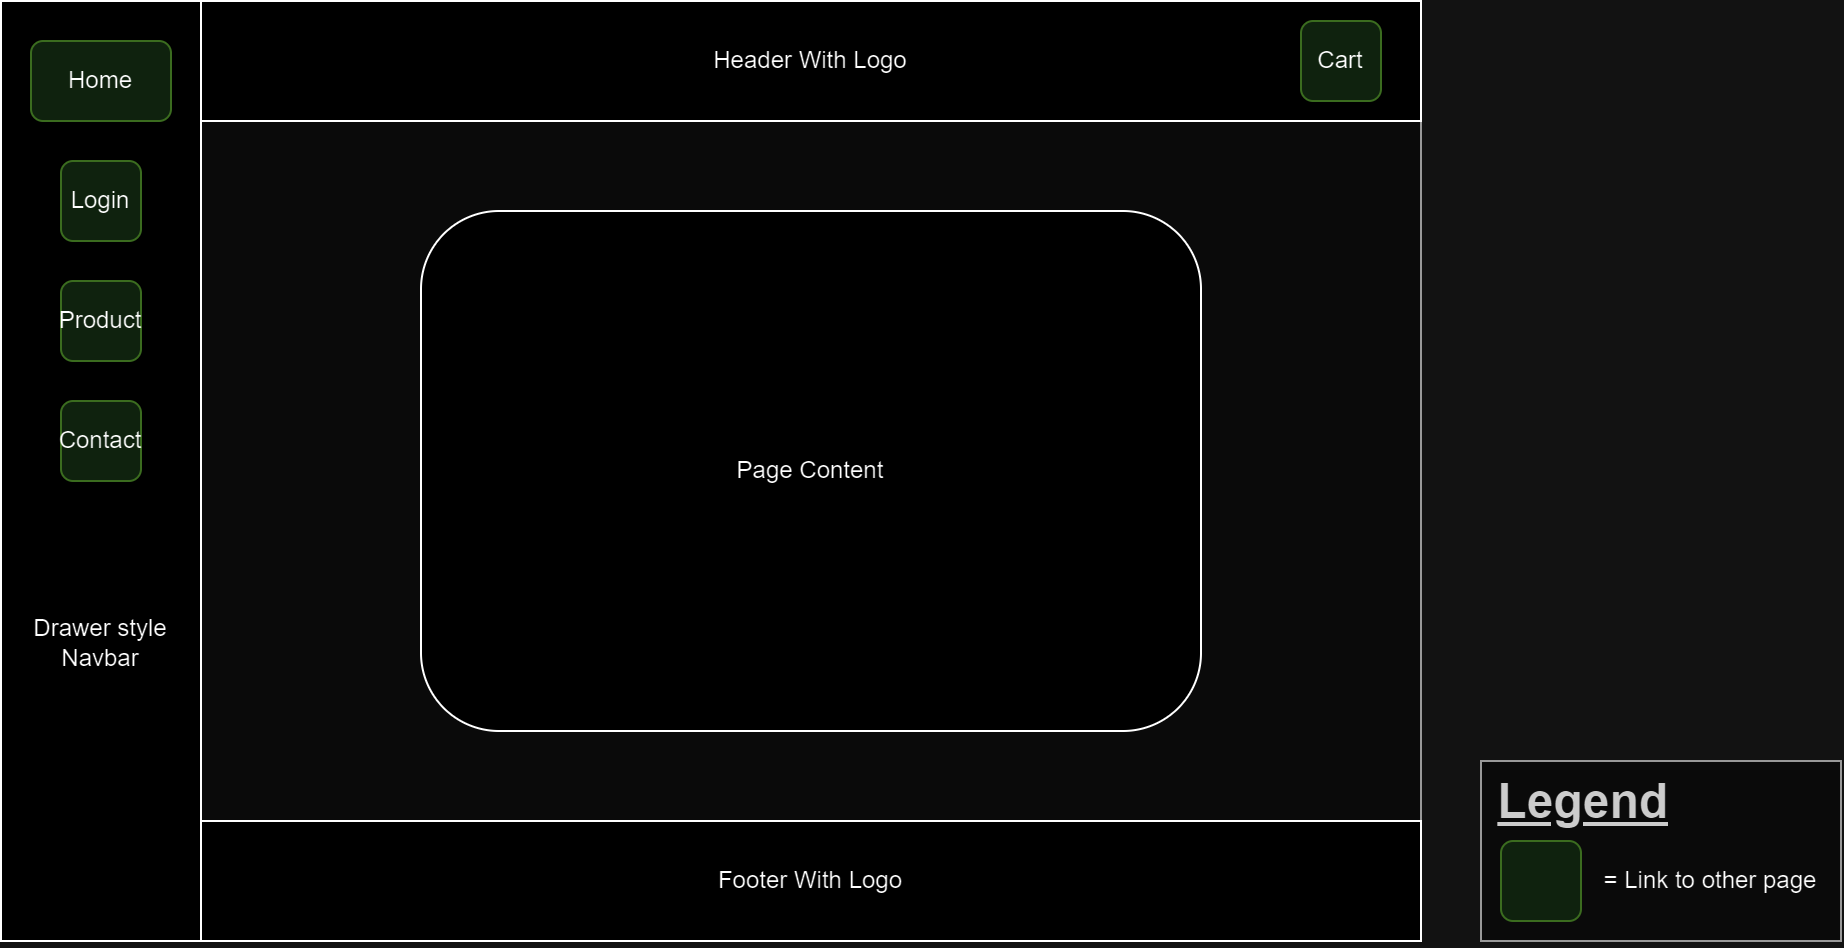 Home
Login
Product
Contact
Drawer style
Navbar
Header With Logo
Cart
Page Content
Footer With Logo
Legend
= Link to other page